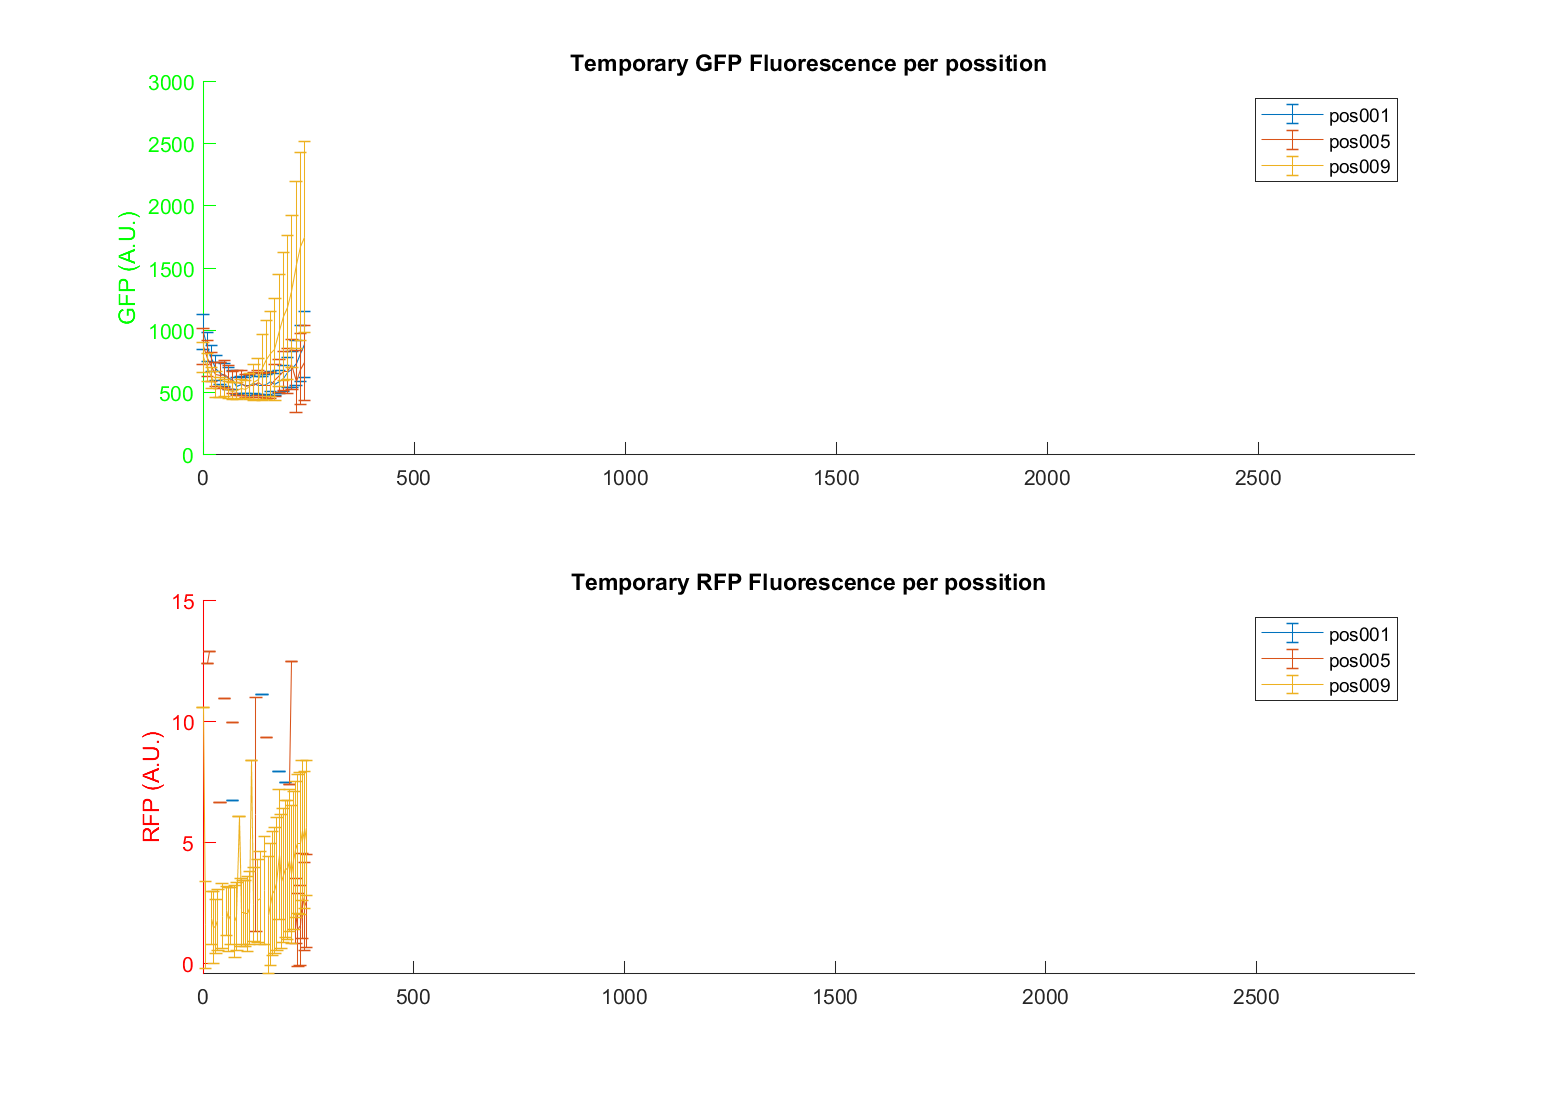 Temporary GFP Fluorescence per possition
GFP (A.U.)
3000
2500
2000
1500
1000
500
0
0 500 1000 1500 2000 2500
pos001
pos005
pos009
Temporary RFP Fluorescence per possition
RFP (A.U.)
15
10
5
0
0 500 1000 1500 2000 2500
pos001
pos005
pos009